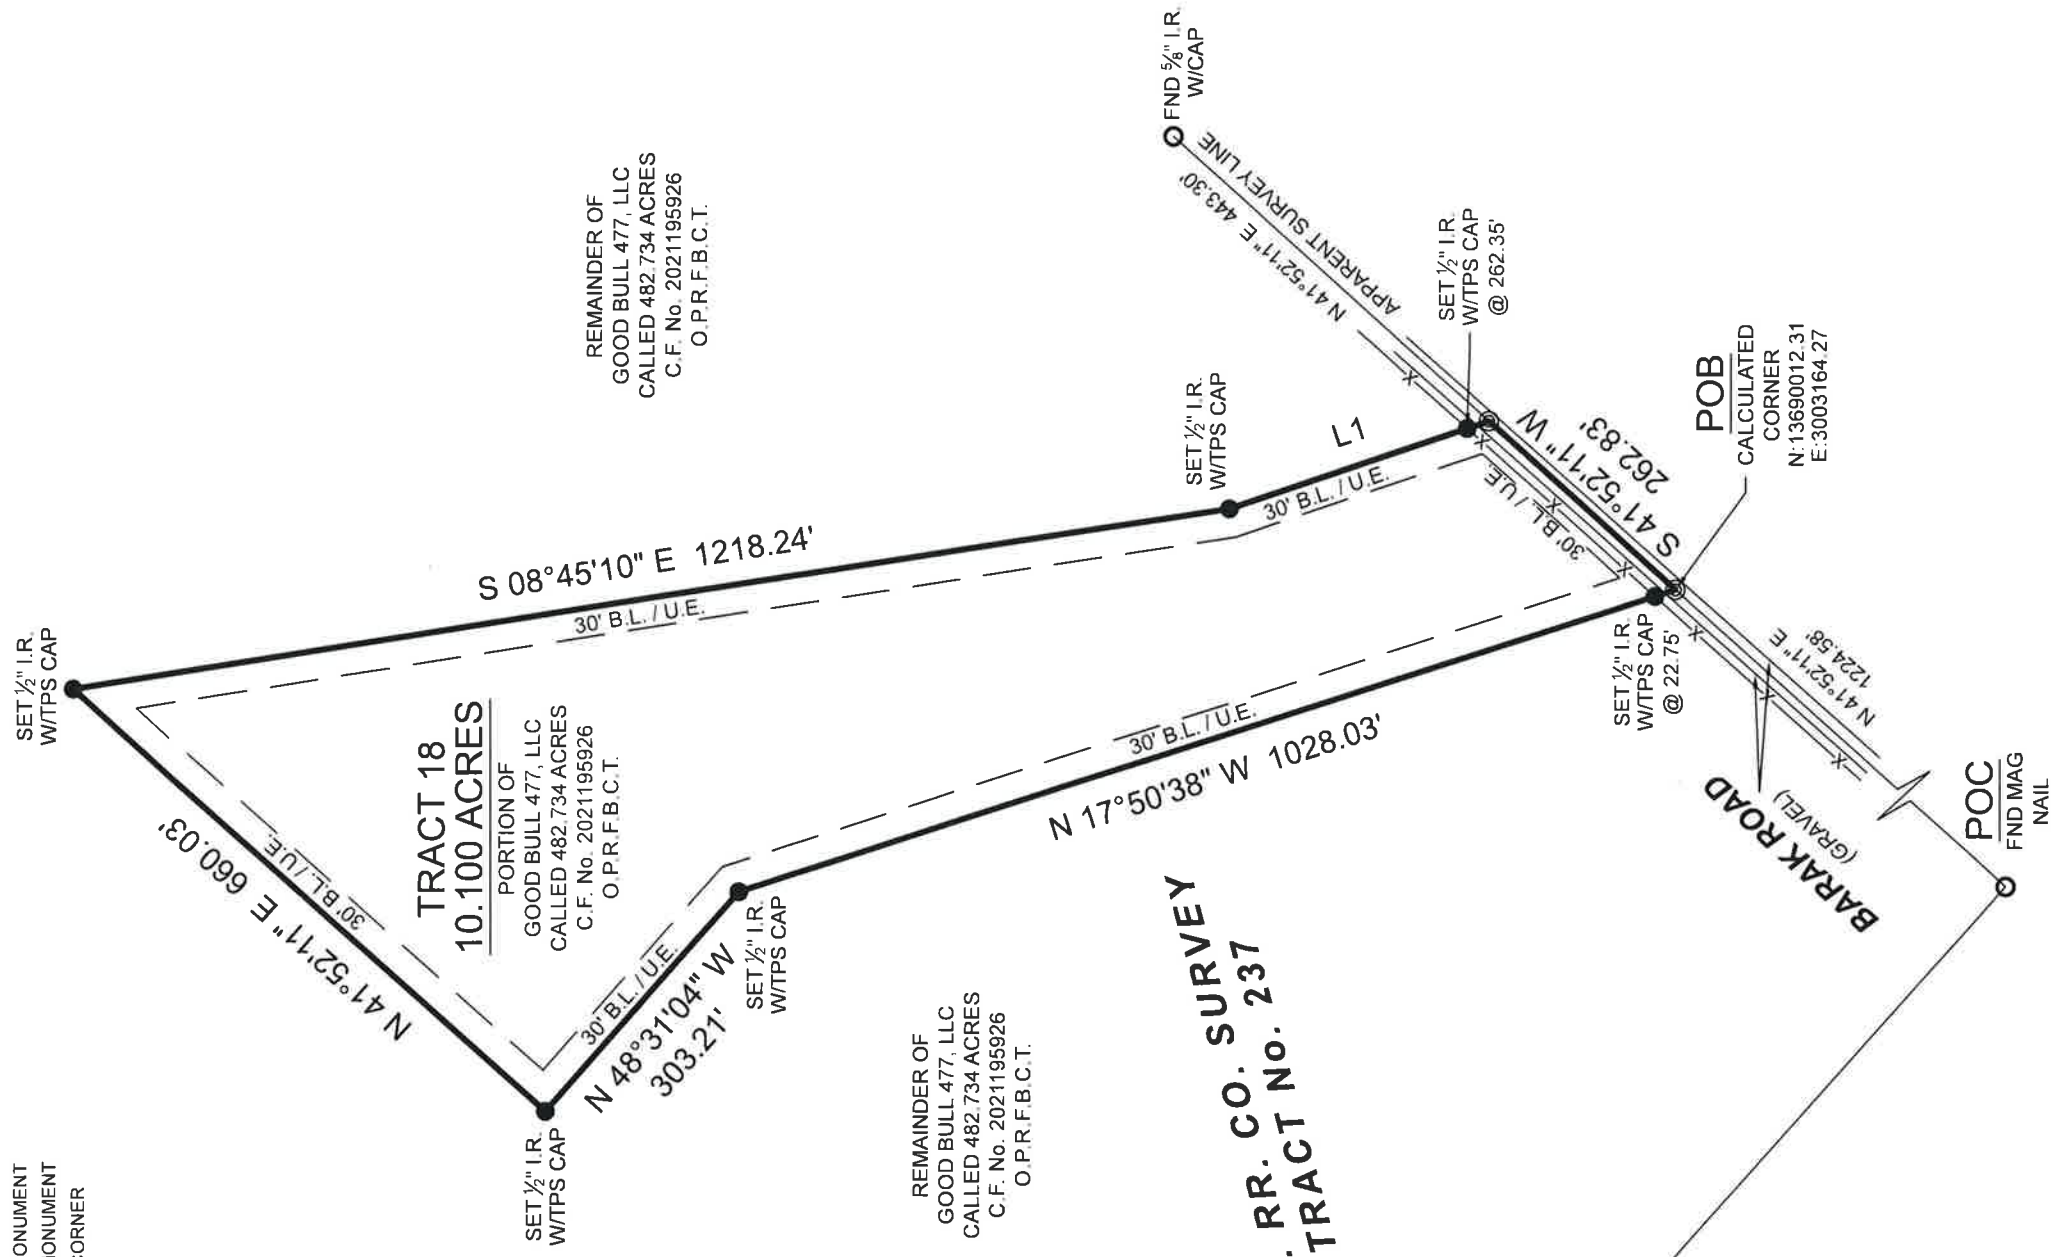 ONUMENT
ONUMENT
CORNER
SET ½" I.R.
W/TPS CAP
REMAINDER OF
GOOD BULL 477, LLC
CALLED 482.734 ACRES
C.F. No. 2021195926
O.P.R.F.B.C.T.
FND ⅝" I.R.
W/CAP
APPARENT SURVEY LINE
N 41°52'11" E 443.30'
S 08°45'10" E 1218.24'
30' B.L. / U.E.
N 41°52'11" E 660.03'
30' B.L. / U.E.
TRACT 18
10.100 ACRES
PORTION OF
GOOD BULL 477, LLC
CALLED 482.734 ACRES
C.F. No. 2021195926
O.P.R.F.B.C.T.
SET ½" I.R.
W/TPS CAP
L1
30' B.L. / U.E.
SET ½" I.R.
W/TPS CAP
@ 262.35'
30' B.L. / U.E.
S 41°52'11" W
262.83'
POB
CALCULATED
CORNER
N:13690012.31
E:3003164.27
SET ½" I.R.
W/TPS CAP
N 48°31'04" W
303.21'
30' B.L. / U.E.
SET ½" I.R.
W/TPS CAP
30' B.L. / U.E.
N 17°50'38" W 1028.03'
SET ½" I.R.
W/TPS CAP
@ 22.75'
N 41°52'11" E
1224.58'
BARAK ROAD
(GRAVEL)
POC
FND MAG
NAIL
REMAINDER OF
GOOD BULL 477, LLC
CALLED 482.734 ACRES
C.F. No. 2021195926
O.P.R.F.B.C.T.
RR. CO. SURVEY
TRACT No. 237
X
X
X
X
X
X
X
X